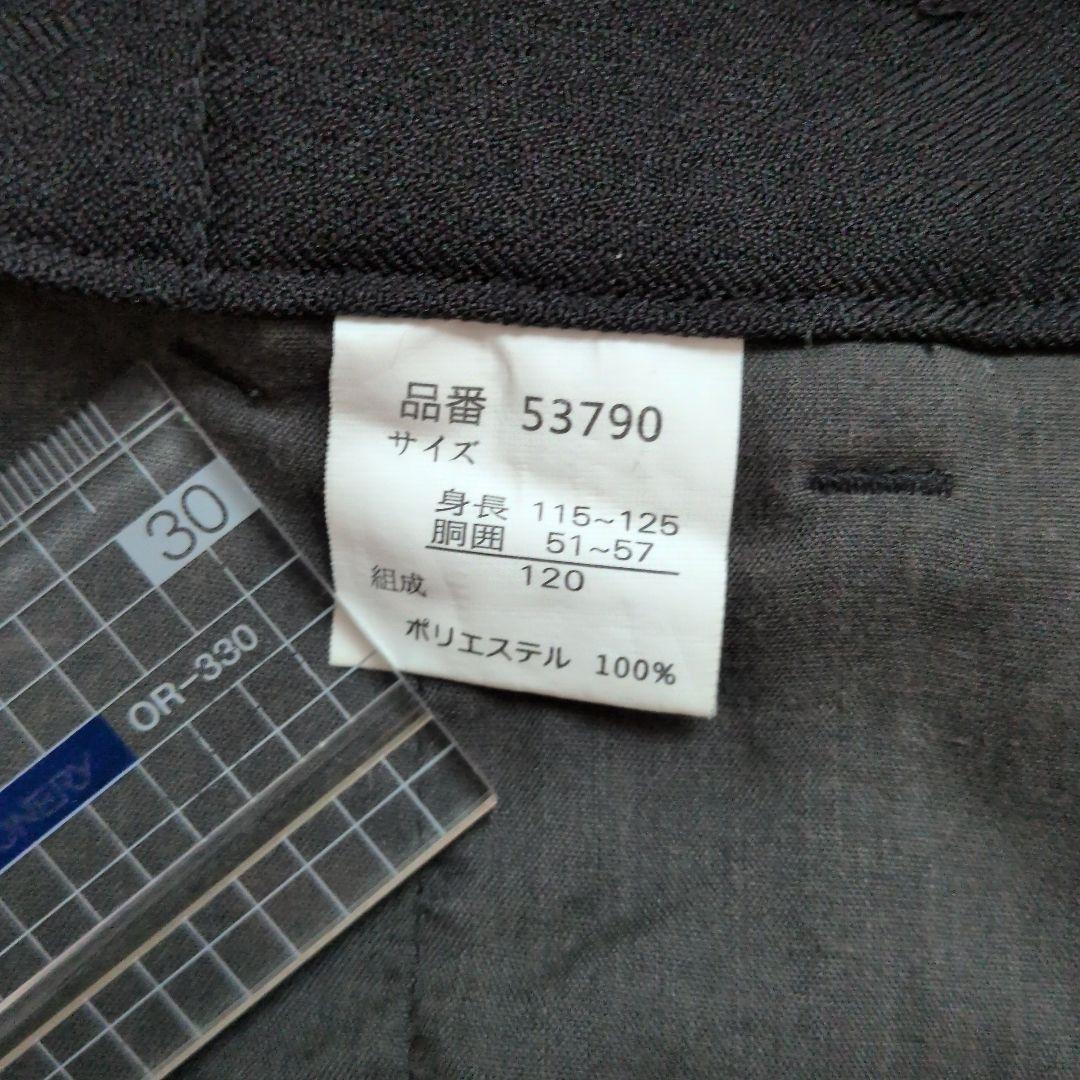 品番 53790
サイズ
身長 115~125
胴囲 51~57
120
組成
ポリエステル 100%
30
OR-330